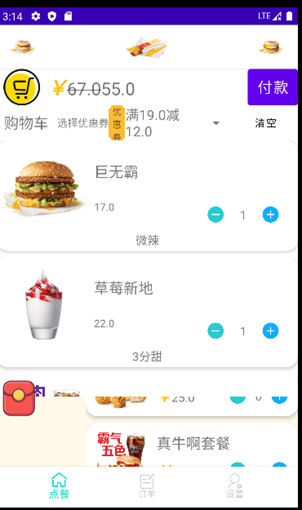 3:14
LTE
¥67.055.0
付款
购物车
选择优惠券
优惠券
满19.0减12.0
清空
巨无霸
17.0
1
微辣
草莓新地
22.0
1
3分甜
¥25.0
0
霸气五色
真牛啊套餐
点餐
订单
设置